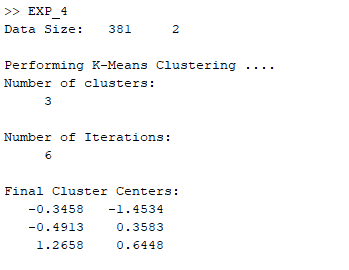 >> EXP_4
Data Size:   381     2
Performing K-Means Clustering ....
Number of clusters:
3
Number of Iterations:
6
Final Cluster Centers:
-0.3458   -1.4534
-0.4913    0.3583
1.2658    0.6448